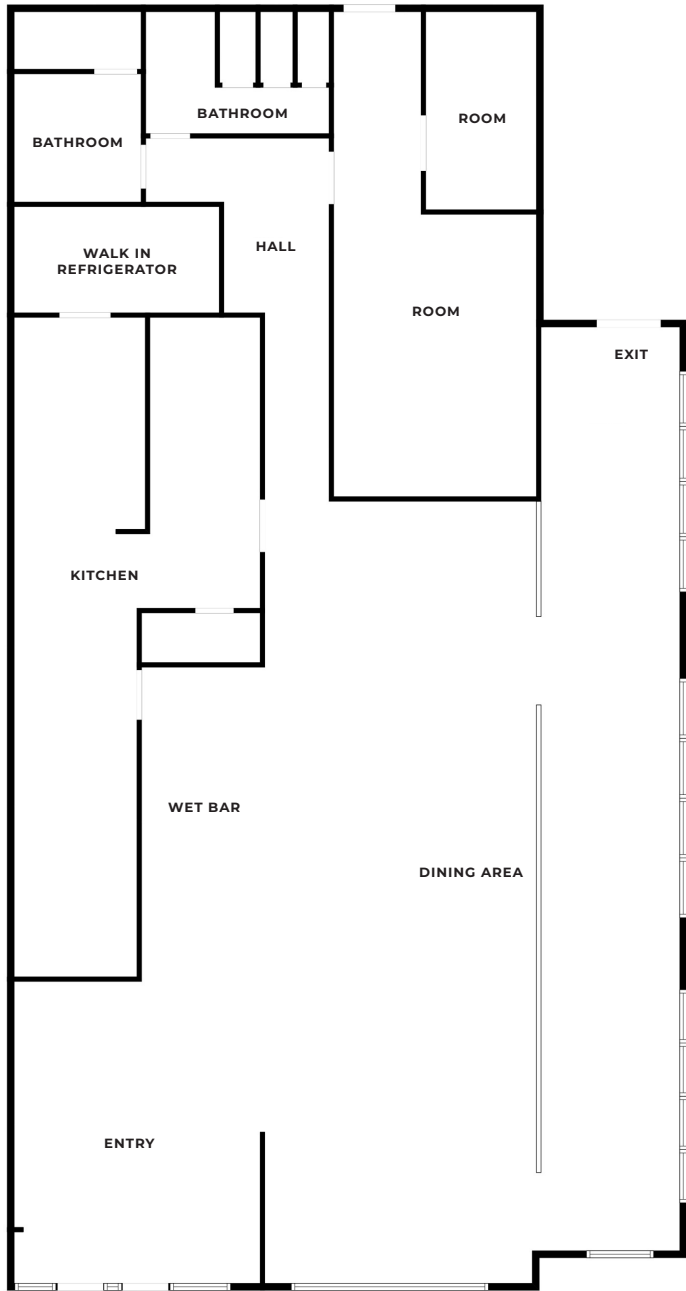 BATHROOM
ROOM
BATHROOM
HALL
WALK IN
REFRIGERATOR
ROOM
EXIT
KITCHEN
WET BAR
DINING AREA
ENTRY